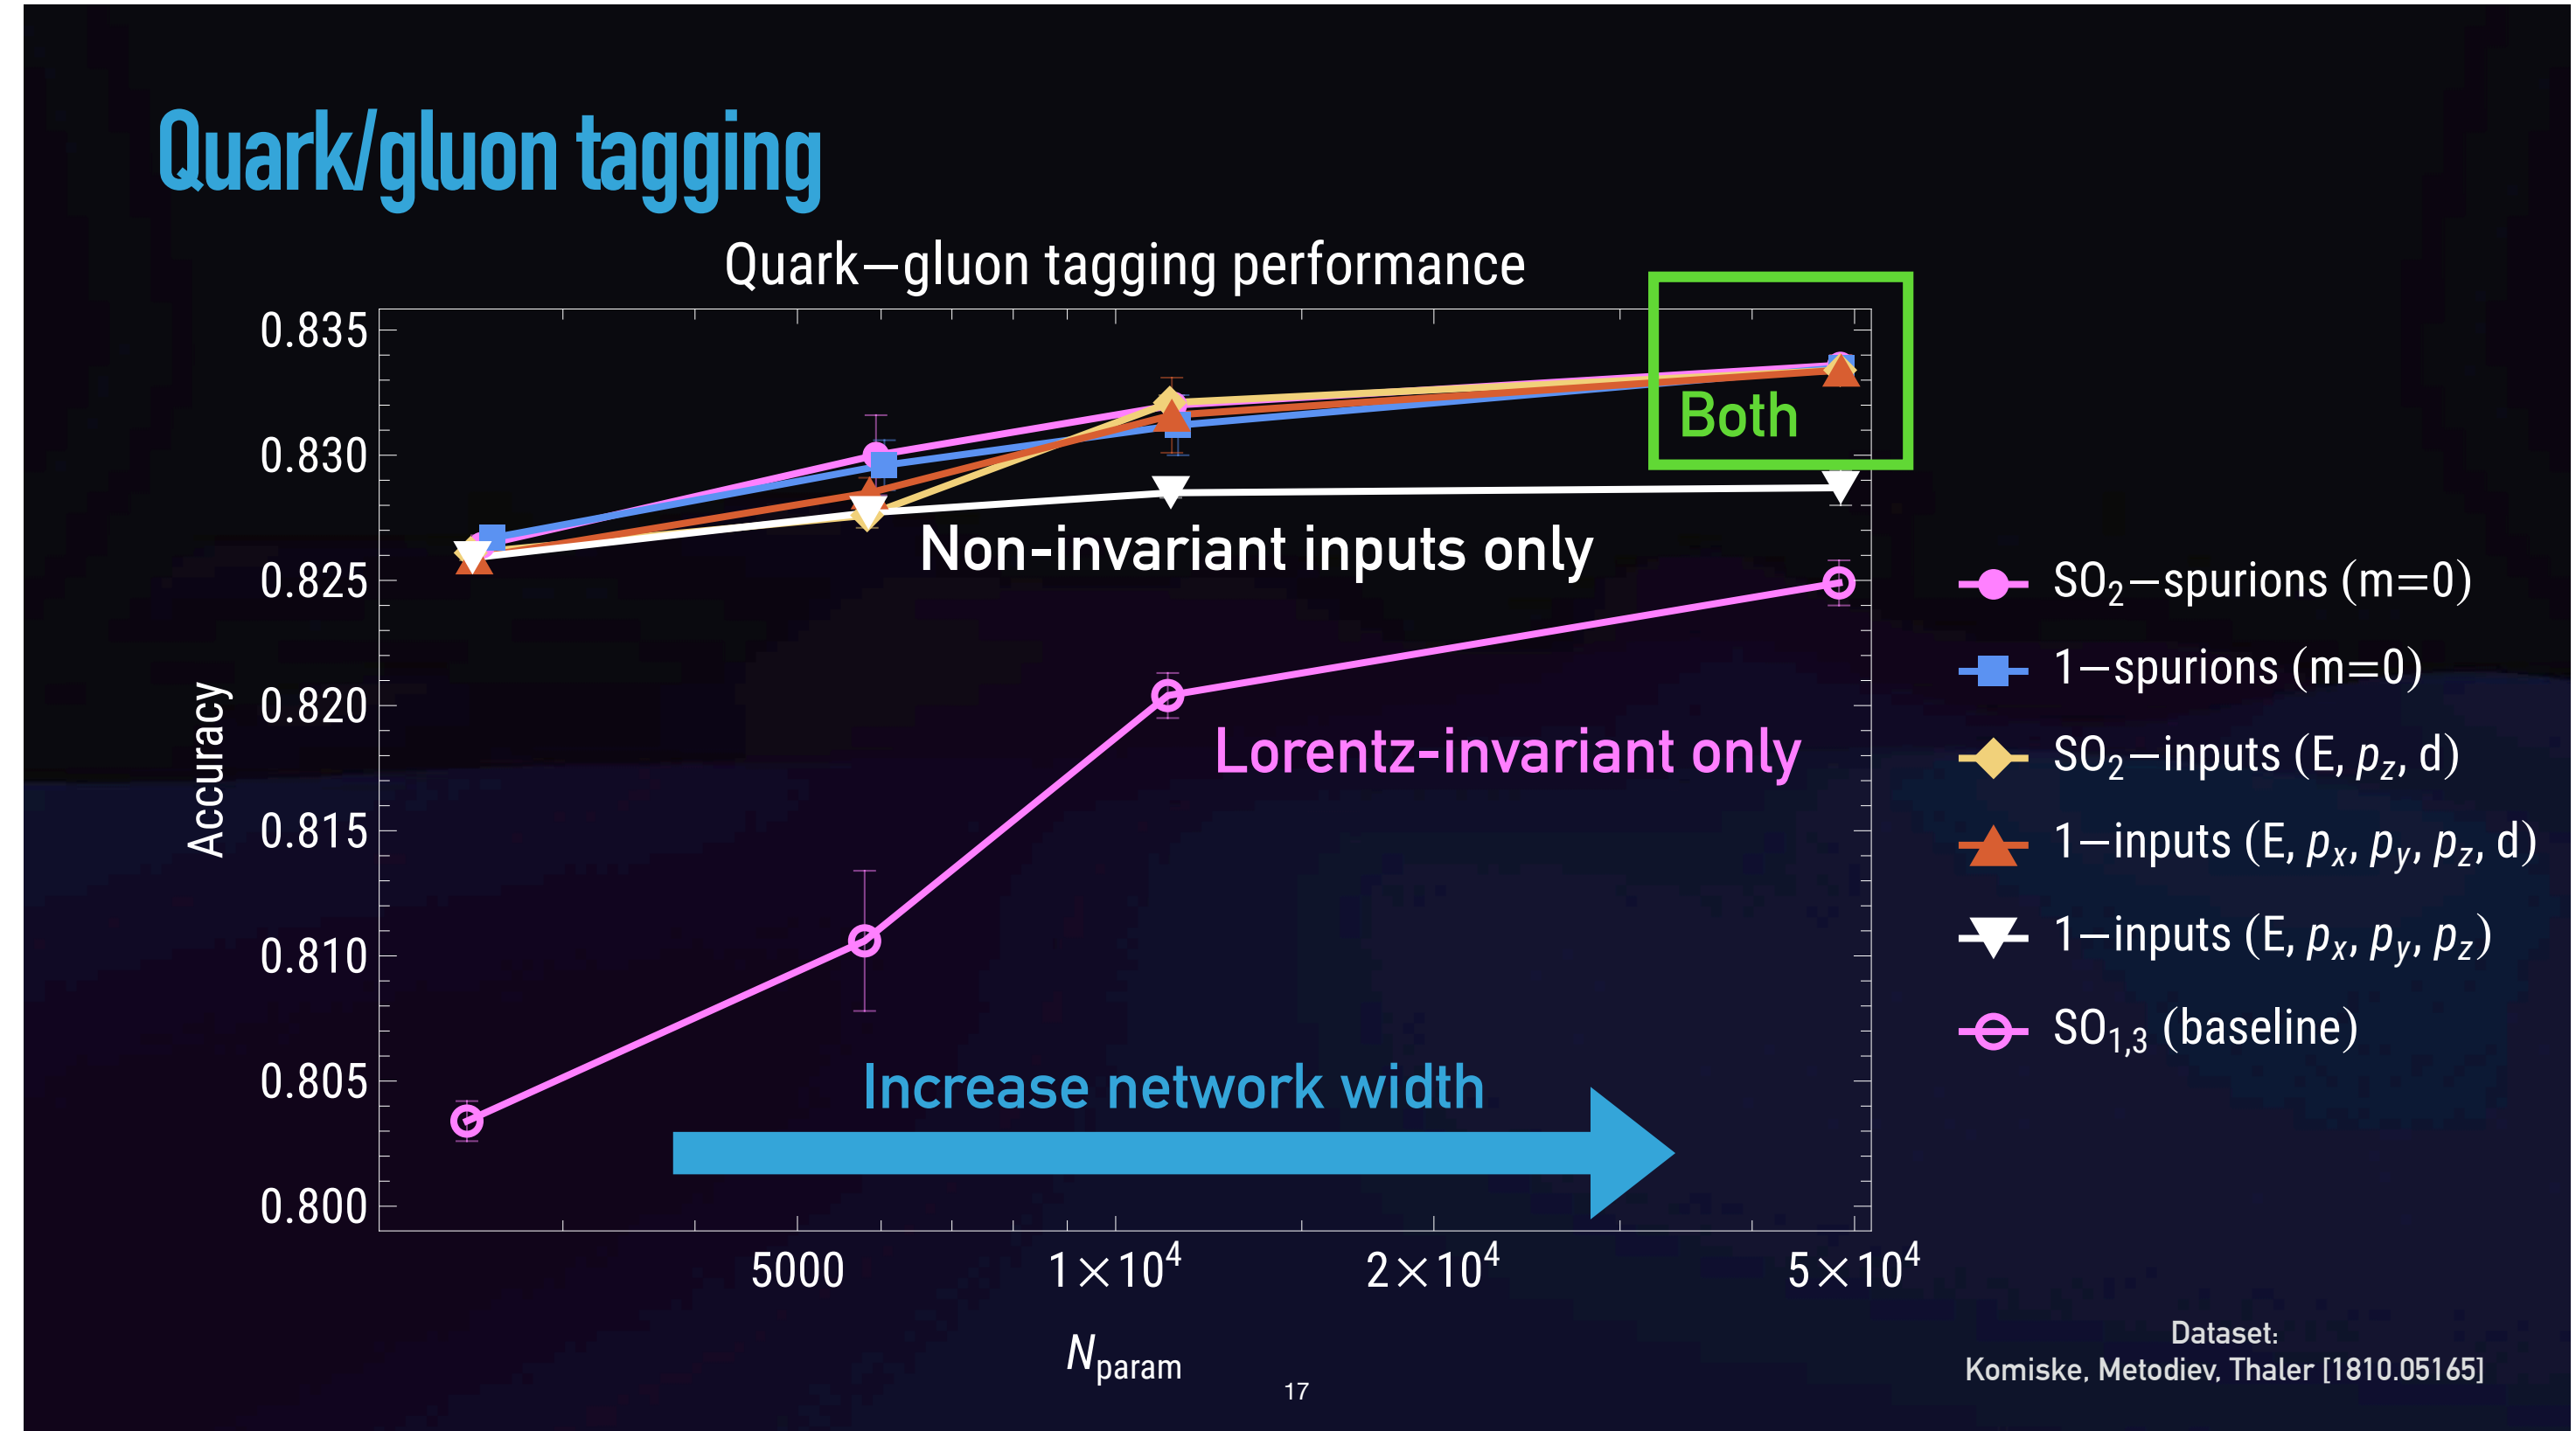 Quark/gluon tagging
Quark—gluon tagging performance
0.835
0.830
0.825
0.820
0.815
0.810
0.805
0.800
Accuracy
Both
Non-invariant inputs only
Lorentz-invariant only
Increase network width
5000
1×10⁴
2×10⁴
5×10⁴
N_param
SO₂—spurions (m=0)
1—spurions (m=0)
SO₂—inputs (E, p_z, d)
1—inputs (E, p_x, p_y, p_z, d)
1—inputs (E, p_x, p_y, p_z)
SO₁,₃ (baseline)
Dataset:
Komiske, Metodiev, Thaler [1810.05165]
17